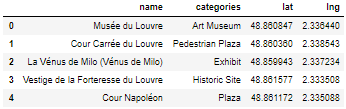 name categories lat lng
0 Musée du Louvre Art Museum 48.860847 2.336440
1 Cour Carrée du Louvre Pedestrian Plaza 48.860360 2.338543
2 La Vénus de Milo (Vénus de Milo) Exhibit 48.859943 2.337234
3 Vestige de la Forteresse du Louvre Historic Site 48.861577 2.333508
4 Cour Napoléon Plaza 48.861172 2.335088